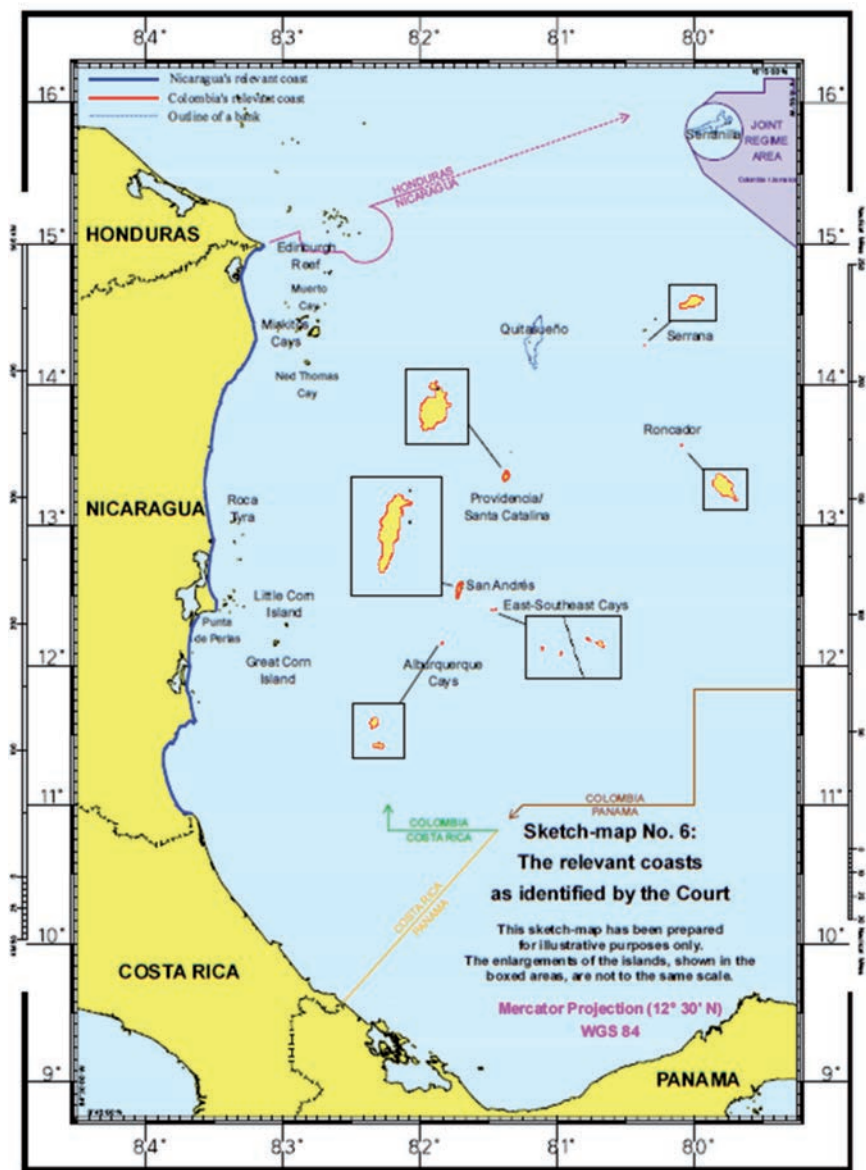 84° 83° 82° 81° 80°
Nicaragua's relevant coast
Colombia's relevant coast
Outline of a bank
16° 16°
JOINT
REGIME
AREA
Colombia
HONDURAS
NICARAGUA
HONDURAS
15° 15°
Edinburgh
Reef
Muerto
Cay
Miskitos
Cays
Quitasueño
Serrana
Ned Thomas
Cay
14° 14°
Roncador
Providencia/
Santa Catalina
Roca
Tyra
NICARAGUA
13° 13°
San Andrés
Little Corn
Island
East-Southeast Cays
Punta
de Perlas
Great Corn
Island
Alburquerque
Cays
12° 12°
11° 11°
COLOMBIA
PANAMA
COLOMBIA
COSTA RICA
Sketch-map No. 6:
The relevant coasts
as identified by the Court
COSTA RICA
PANAMA
This sketch-map has been prepared
for illustrative purposes only.
The enlargements of the islands, shown in the
boxed areas, are not to the same scale.
10° 10°
COSTA RICA
Mercator Projection (12° 30' N)
WGS 84
9° 9°
PANAMA
84° 83° 82° 81° 80°